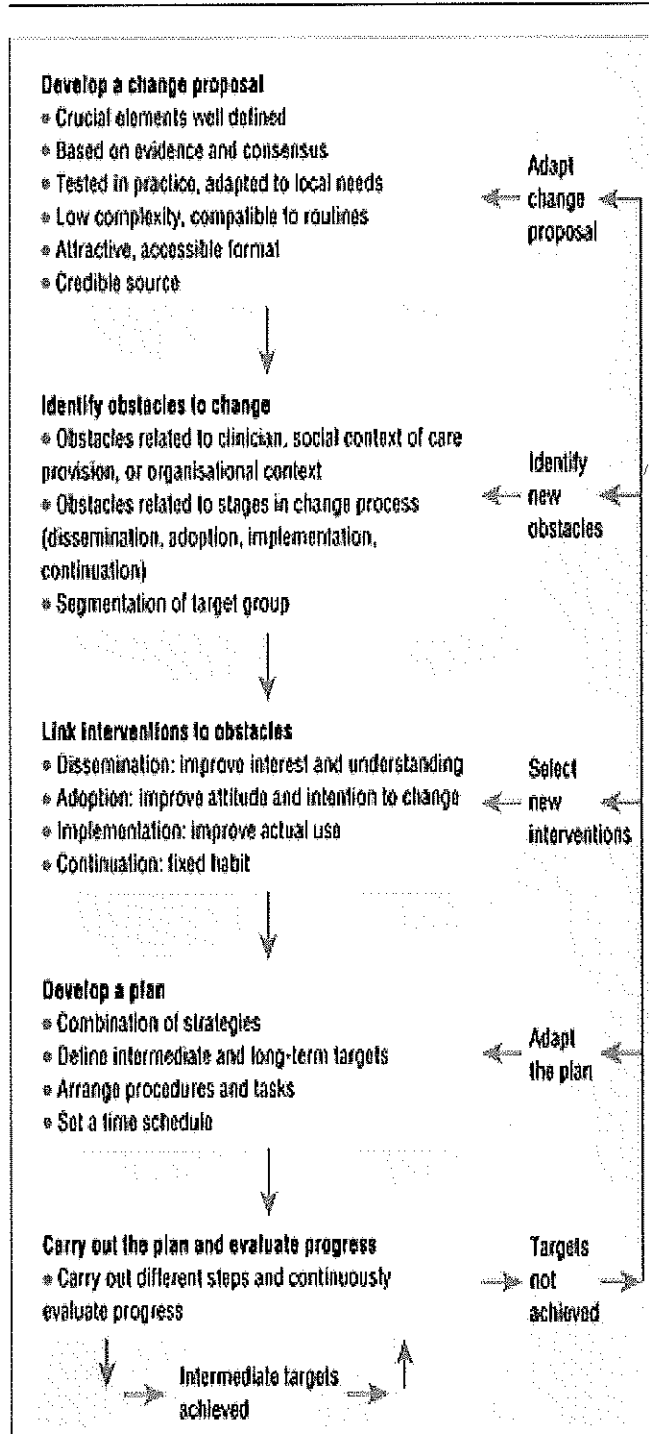 Develop a change proposal
• Crucial elements well defined
• Based on evidence and consensus
• Tested in practice, adapted to local needs
• Low complexity, compatible to routines
• Attractive, accessible format
• Credible source
Adapt
change
proposal
Identify obstacles to change
• Obstacles related to clinician, social context of care
provision, or organisational context
• Obstacles related to stages in change process
(dissemination, adoption, implementation,
continuation)
• Segmentation of target group
Identify
new
obstacles
Link interventions to obstacles
• Dissemination: improve interest and understanding
• Adoption: improve attitude and intention to change
• Implementation: improve actual use
• Continuation: fixed habit
Select
new
interventions
Develop a plan
• Combination of strategies
• Define intermediate and long-term targets
• Arrange procedures and tasks
• Set a time schedule
Adapt
the plan
Carry out the plan and evaluate progress
• Carry out different steps and continuously
evaluate progress
Targets
not
achieved
Intermediate targets
achieved